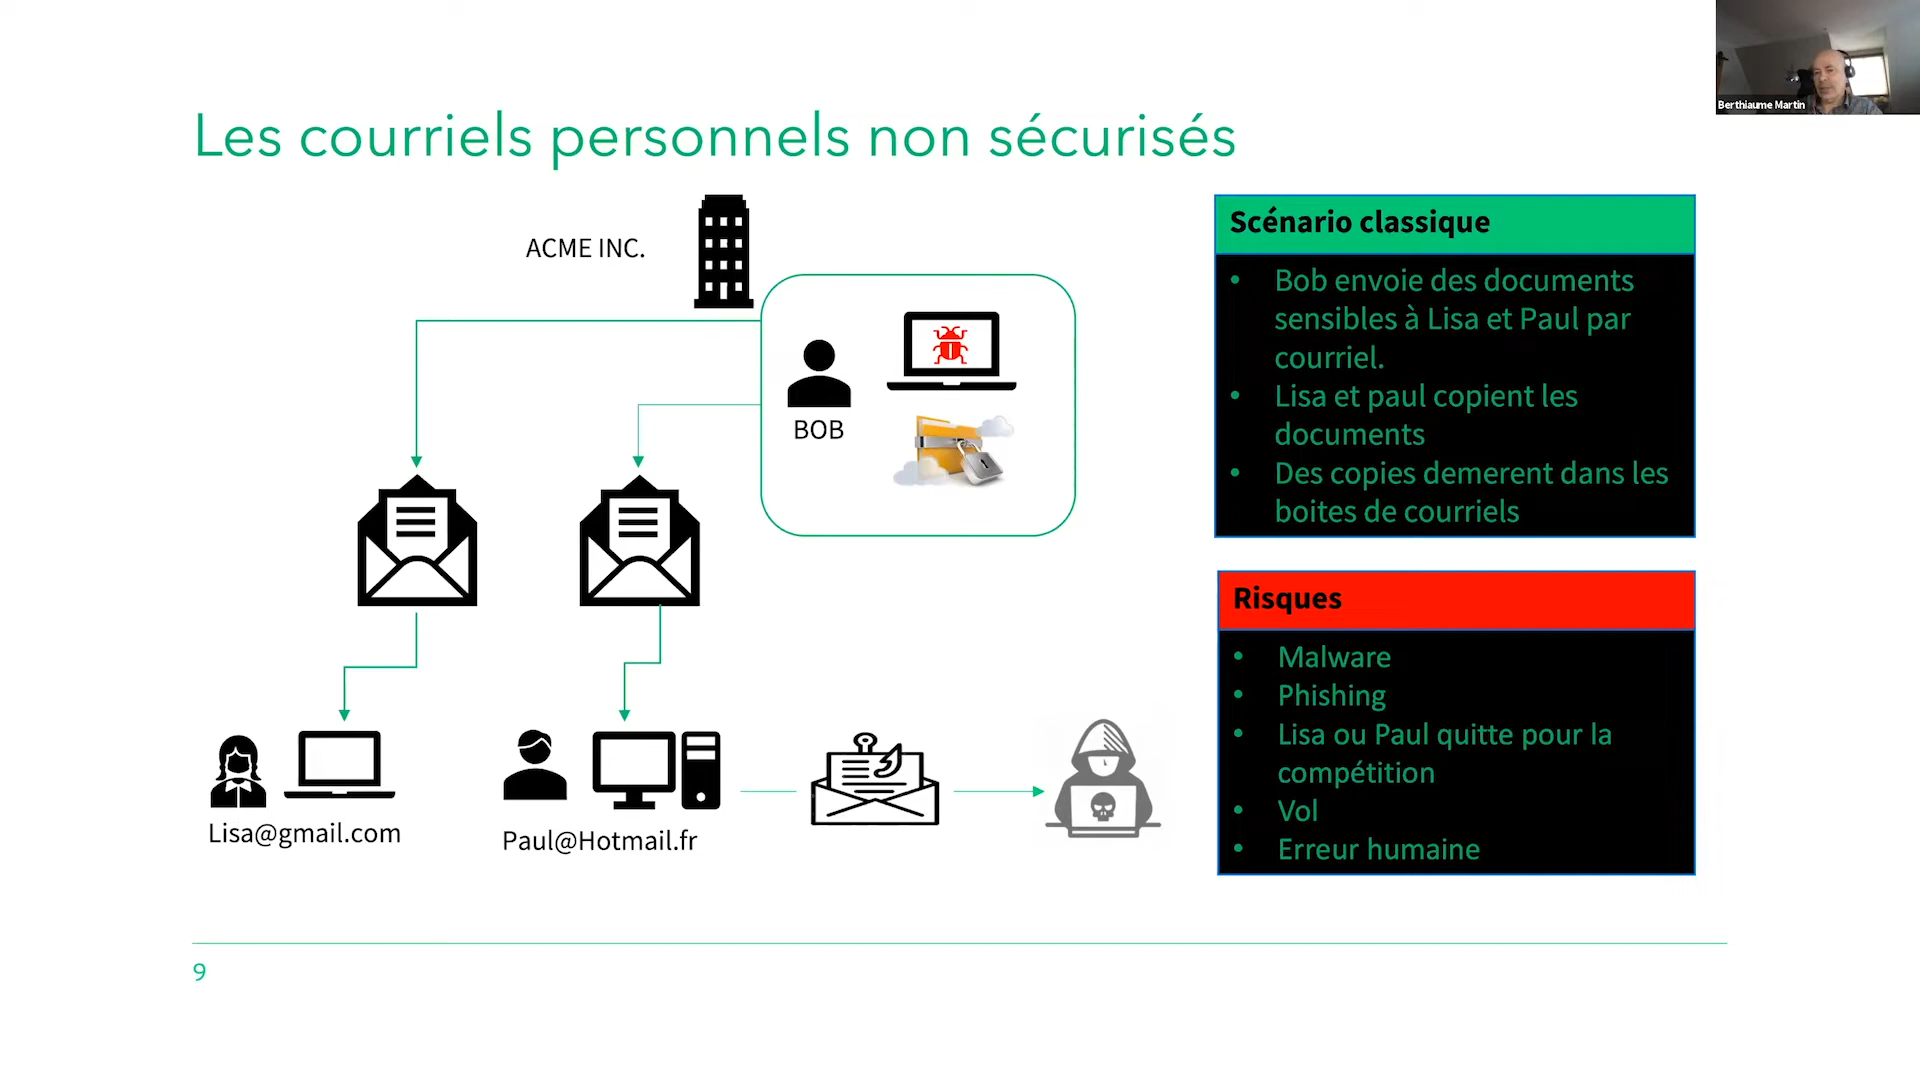 Berthiaume Martin
Les courriels personnels non sécurisés
ACME INC.
BOB
Lisa@gmail.com
Paul@Hotmail.fr
Scénario classique
• Bob envoie des documents
sensibles à Lisa et Paul par
courriel.
• Lisa et paul copient les
documents
• Des copies demerent dans les
boites de courriels
Risques
• Malware
• Phishing
• Lisa ou Paul quitte pour la
compétition
• Vol
• Erreur humaine
9